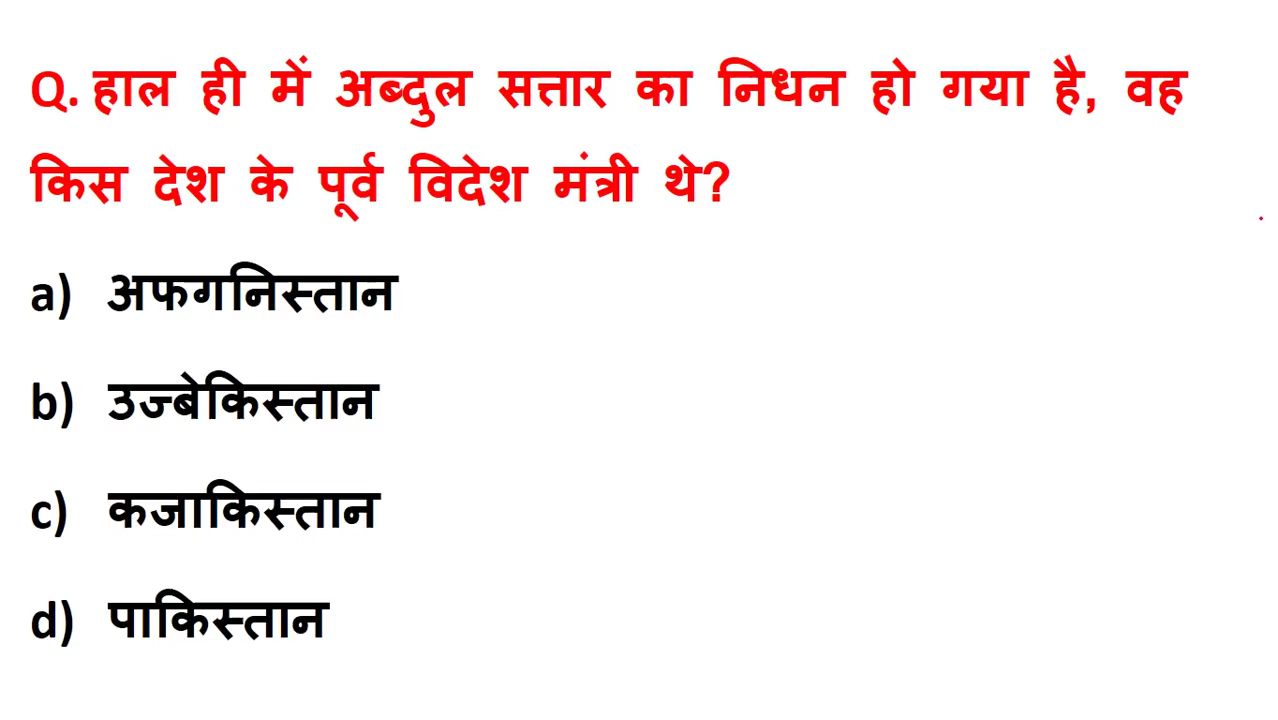 Q. हाल ही में अब्दुल सत्तार का निधन हो गया है, वह
किस देश के पूर्व विदेश मंत्री थे?
a) अफगनिस्तान
b) उज्बेकिस्तान
c) कजाकिस्तान
d) पाकिस्तान